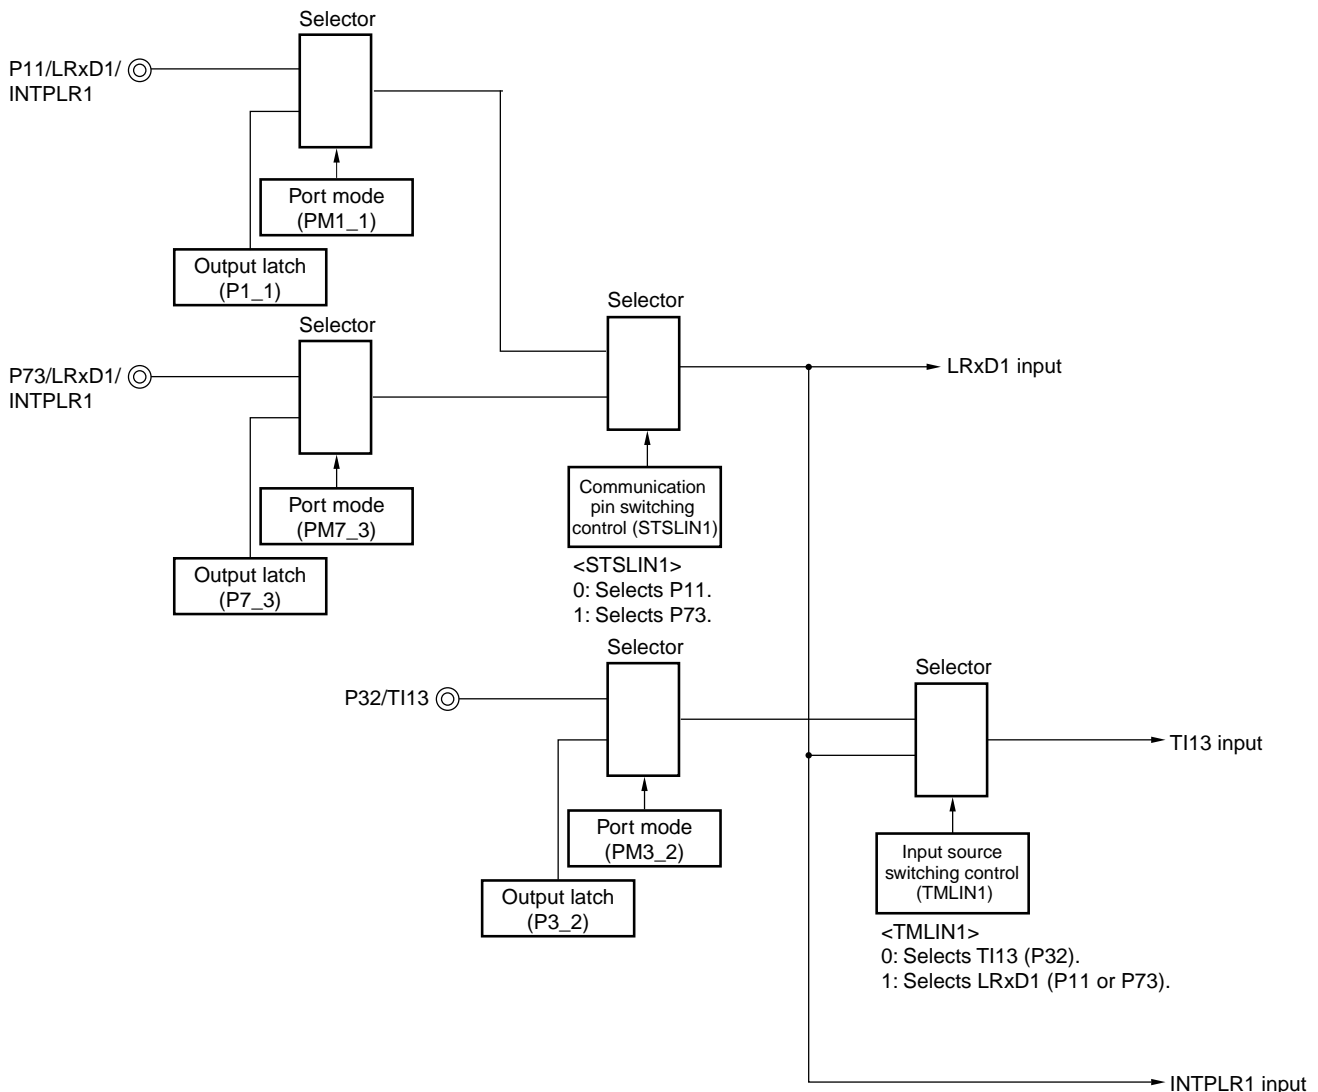 Selector
P11/LRxD1/
INTPLR1
Port mode
(PM1_1)
Output latch
(P1_1)
Selector
P73/LRxD1/
INTPLR1
Port mode
(PM7_3)
Output latch
(P7_3)
Selector
LRxD1 input
Communication
pin switching
control (STSLIN1)
<STSLIN1>
0: Selects P11.
1: Selects P73.
Selector
P32/TI13
Port mode
(PM3_2)
Output latch
(P3_2)
Selector
TI13 input
Input source
switching control
(TMLIN1)
<TMLIN1>
0: Selects TI13 (P32).
1: Selects LRxD1 (P11 or P73).
INTPLR1 input